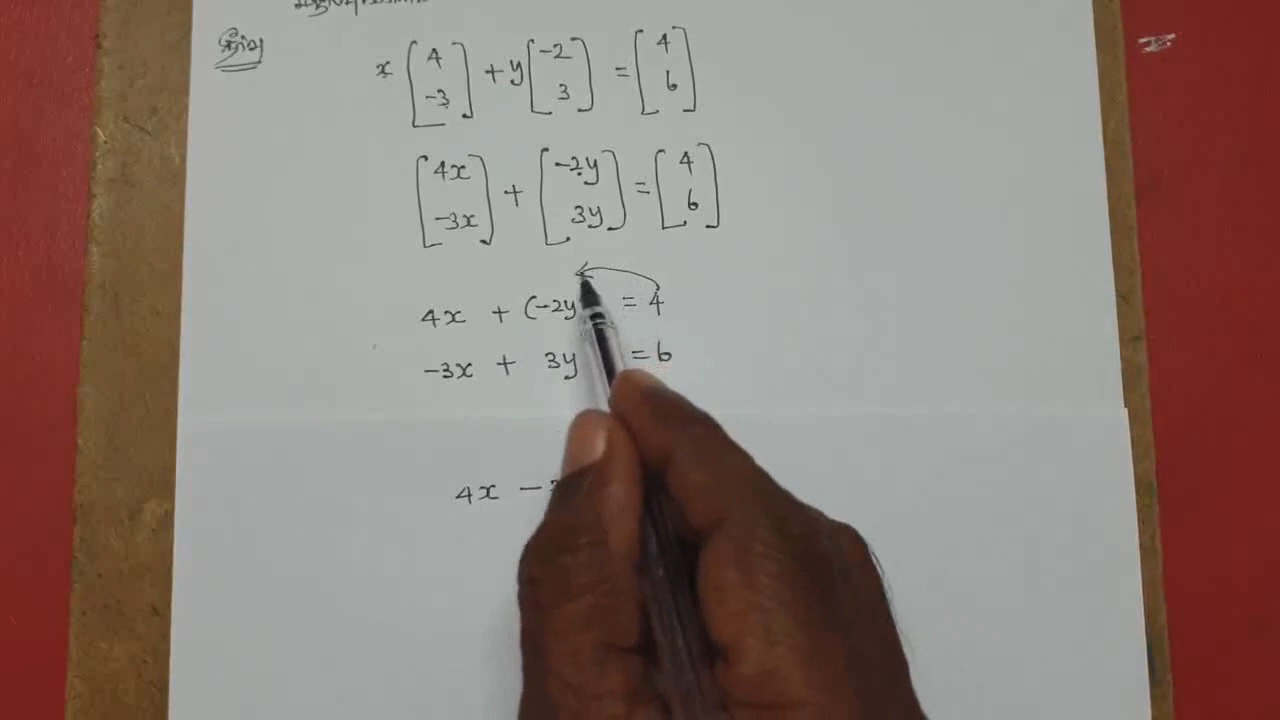 தீர்வு
x [4 -3] + y [-2 3] = [4 6]
[4x -3x] + [-2y 3y] = [4 6]
4x + (-2y = 4
-3x + 3y = 6
4x -